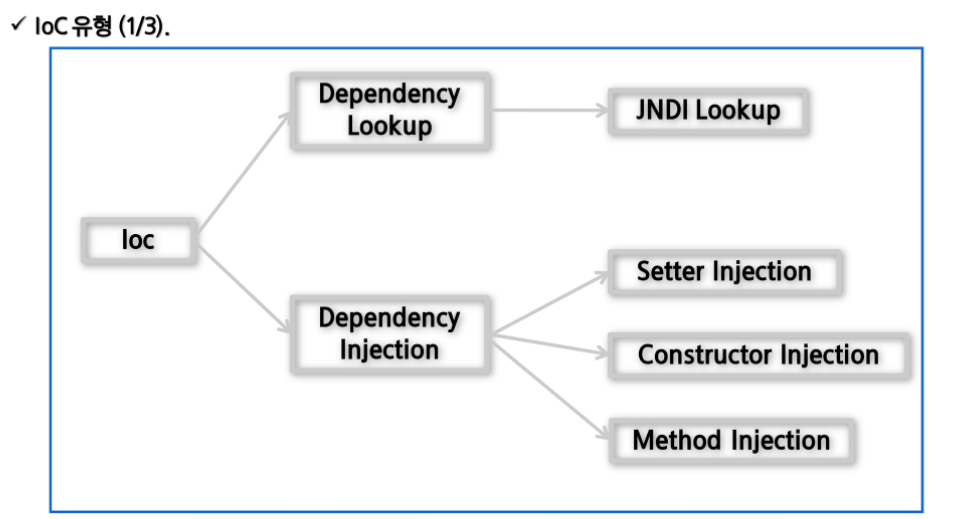 ✓ IoC 유형 (1/3).
Dependency
Lookup
JNDI Lookup
Ioc
Setter Injection
Dependency
Injection
Constructor Injection
Method Injection